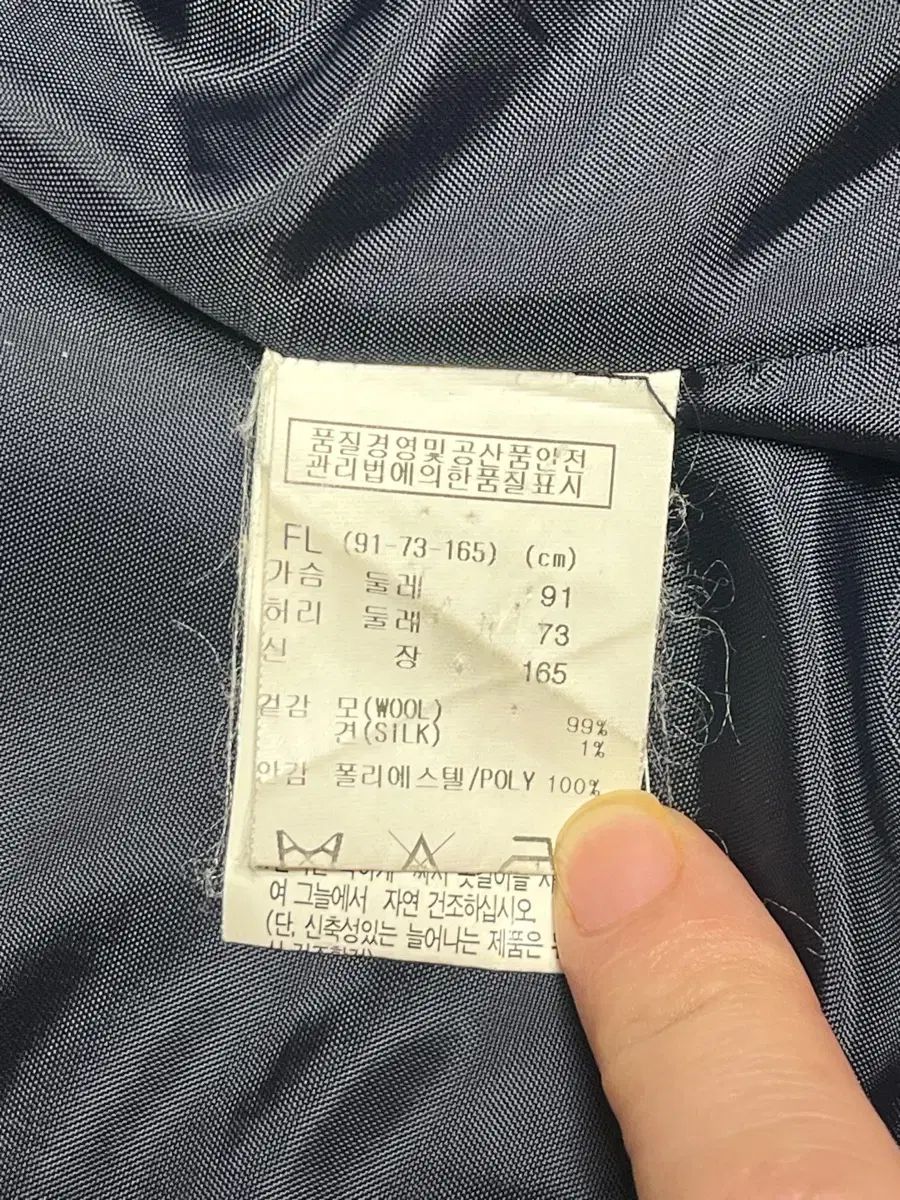 품질경영및공산품안전
관리법에의한품질표시
FL (91-73-165) (cm)
가슴 둘레 91
허리 둘래 73
신 장 165
겉감 모(WOOL) 99%
견(SILK) 1%
안감 폴리에스텔/POLY 100%
여 그늘에서 자연 건조하십시오
(단, 신축성있는 늘어나는 제품은